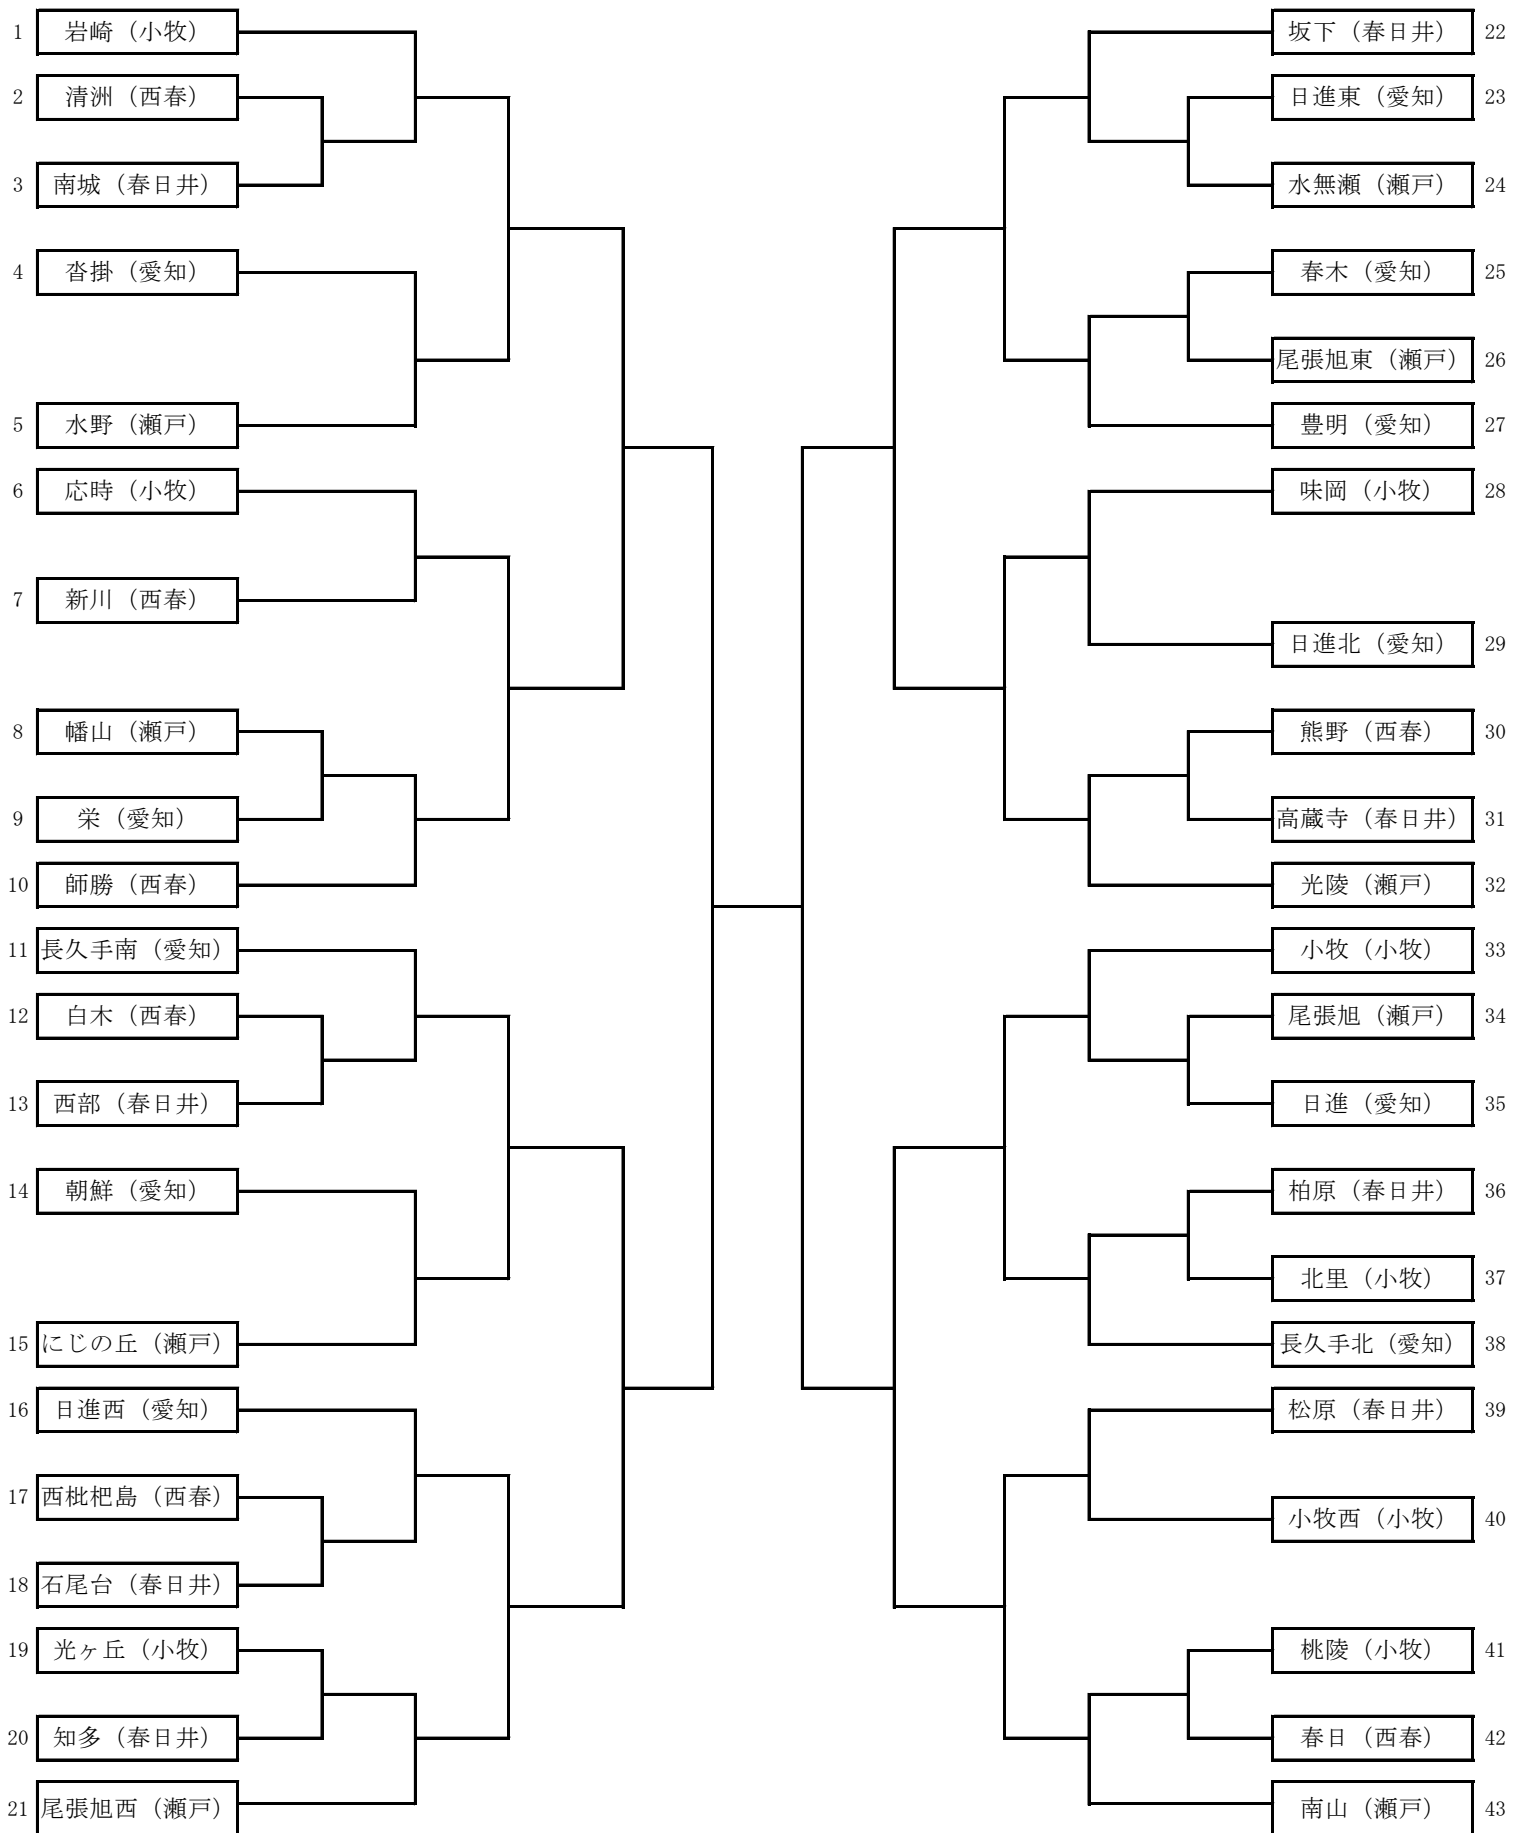 1 岩崎（小牧）
2 清洲（西春）
3 南城（春日井）
4 沓掛（愛知）
5 水野（瀬戸）
6 応時（小牧）
7 新川（西春）
8 幡山（瀬戸）
9 栄（愛知）
10 師勝（西春）
11 長久手南（愛知）
12 白木（西春）
13 西部（春日井）
14 朝鮮（愛知）
15 にじの丘（瀬戸）
16 日進西（愛知）
17 西枇杷島（西春）
18 石尾台（春日井）
19 光ヶ丘（小牧）
20 知多（春日井）
21 尾張旭西（瀬戸）
坂下（春日井） 22
日進東（愛知） 23
水無瀬（瀬戸） 24
春木（愛知） 25
尾張旭東（瀬戸） 26
豊明（愛知） 27
味岡（小牧） 28
日進北（愛知） 29
熊野（西春） 30
高蔵寺（春日井） 31
光陵（瀬戸） 32
小牧（小牧） 33
尾張旭（瀬戸） 34
日進（愛知） 35
柏原（春日井） 36
北里（小牧） 37
長久手北（愛知） 38
松原（春日井） 39
小牧西（小牧） 40
桃陵（小牧） 41
春日（西春） 42
南山（瀬戸） 43